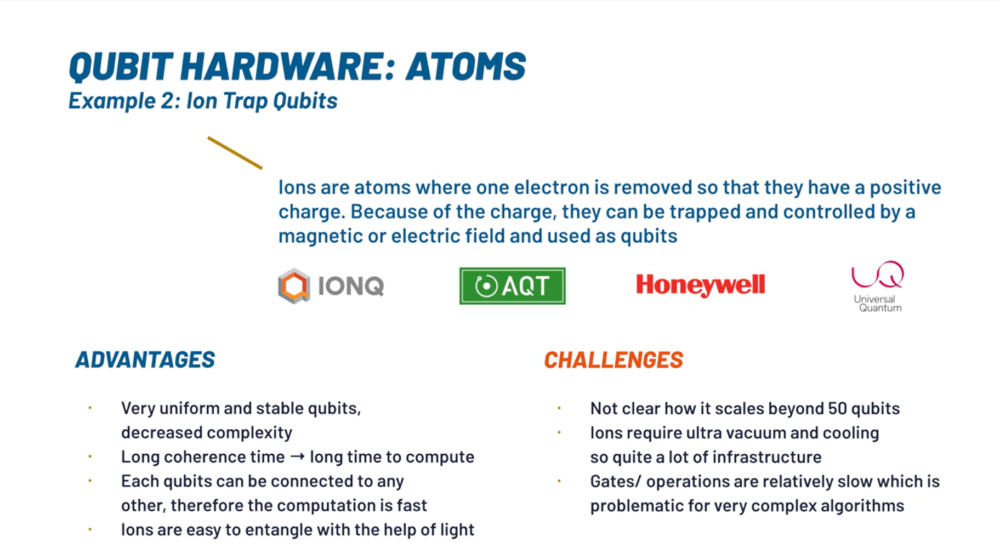 QUBIT HARDWARE: ATOMS
Example 2: Ion Trap Qubits
Ions are atoms where one electron is removed so that they have a positive
charge. Because of the charge, they can be trapped and controlled by a
magnetic or electric field and used as qubits
IONQ
AQT
Honeywell
UQ
Universal
Quantum
ADVANTAGES
· Very uniform and stable qubits,
decreased complexity
· Long coherence time → long time to compute
· Each qubits can be connected to any
other, therefore the computation is fast
· Ions are easy to entangle with the help of light
CHALLENGES
· Not clear how it scales beyond 50 qubits
· Ions require ultra vacuum and cooling
so quite a lot of infrastructure
· Gates/ operations are relatively slow which is
problematic for very complex algorithms